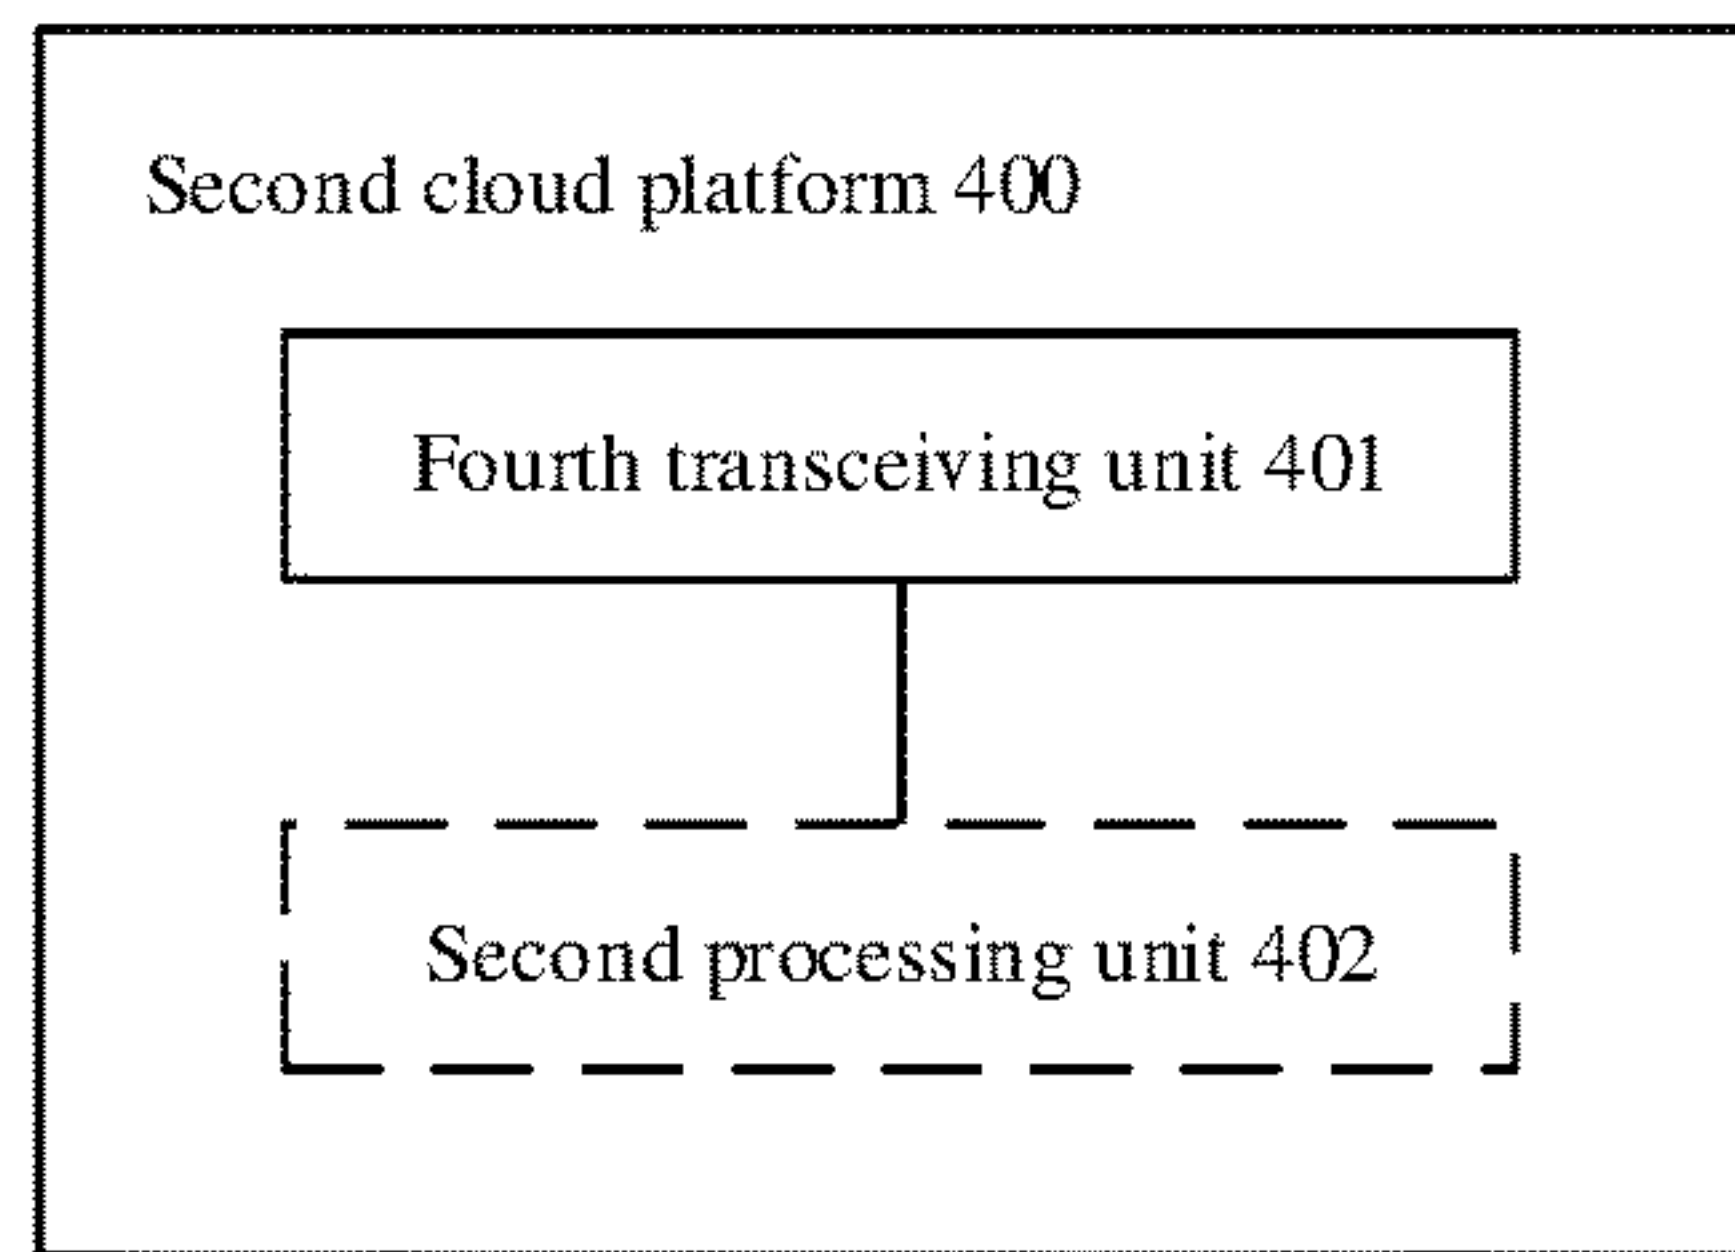 Second cloud platform 400
Fourth transceiving unit 401
Second processing unit 402